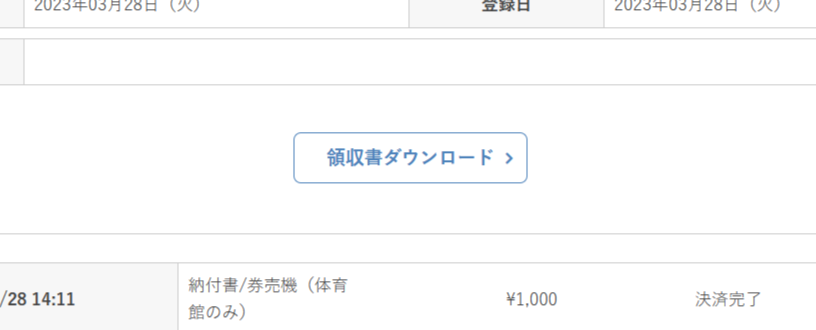 2023年03月28日（火） 登録日 2023年03月28日（火）
領収書ダウンロード
/28 14:11 納付書/券売機（体育 ¥1,000 決済完了
館のみ）